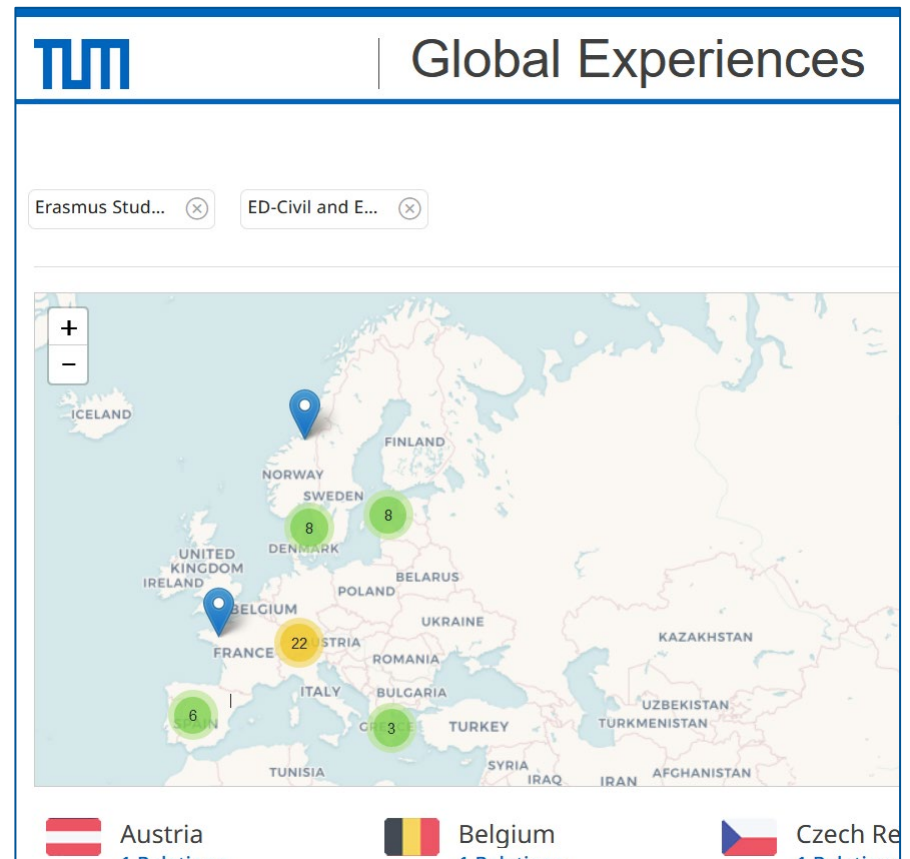 TUM
Global Experiences
Erasmus Stud...
ED-Civil and E...
+
−
ICELAND
FINLAND
NORWAY
SWEDEN
8
8
DENMARK
UNITED
KINGDOM
IRELAND
BELARUS
POLAND
BELGIUM
UKRAINE
KAZAKHSTAN
22
STRIA
FRANCE
ROMANIA
ITALY
BULGARIA
UZBEKISTAN
6
SPAIN
3
TURKEY
TURKMENISTAN
SYRIA
TUNISIA
IRAQ
IRAN
AFGHANISTAN
Austria
Belgium
Czech Re